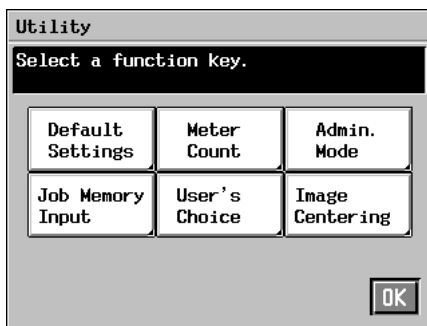 Utility
Select a function key.
Default
Settings
Meter
Count
Admin.
Mode
Job Memory
Input
User's
Choice
Image
Centering
OK